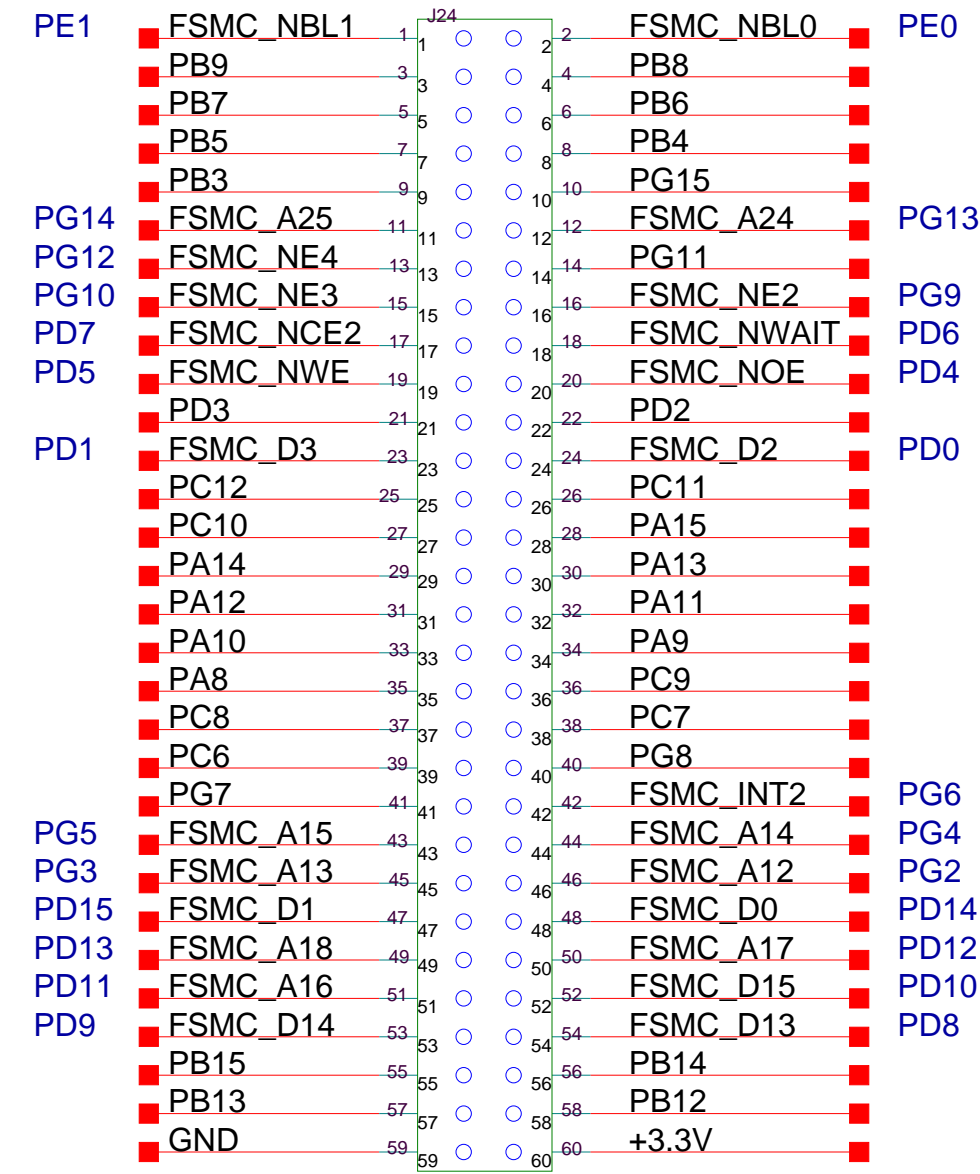 J24
PE1 FSMC_NBL1 1 1 2 2 FSMC_NBL0 PE0
PB9 3 3 4 4 PB8
PB7 5 5 6 6 PB6
PB5 7 7 8 8 PB4
PB3 9 9 10 10 PG15
PG14 FSMC_A25 11 11 12 12 FSMC_A24 PG13
PG12 FSMC_NE4 13 13 14 14 PG11
PG10 FSMC_NE3 15 15 16 16 FSMC_NE2 PG9
PD7 FSMC_NCE2 17 17 18 18 FSMC_NWAIT PD6
PD5 FSMC_NWE 19 19 20 20 FSMC_NOE PD4
PD3 21 21 22 22 PD2
PD1 FSMC_D3 23 23 24 24 FSMC_D2 PD0
PC12 25 25 26 26 PC11
PC10 27 27 28 28 PA15
PA14 29 29 30 30 PA13
PA12 31 31 32 32 PA11
PA10 33 33 34 34 PA9
PA8 35 35 36 36 PC9
PC8 37 37 38 38 PC7
PC6 39 39 40 40 PG8
PG7 41 41 42 42 FSMC_INT2 PG6
PG5 FSMC_A15 43 43 44 44 FSMC_A14 PG4
PG3 FSMC_A13 45 45 46 46 FSMC_A12 PG2
PD15 FSMC_D1 47 47 48 48 FSMC_D0 PD14
PD13 FSMC_A18 49 49 50 50 FSMC_A17 PD12
PD11 FSMC_A16 51 51 52 52 FSMC_D15 PD10
PD9 FSMC_D14 53 53 54 54 FSMC_D13 PD8
PB15 55 55 56 56 PB14
PB13 57 57 58 58 PB12
GND 59 59 60 60 +3.3V